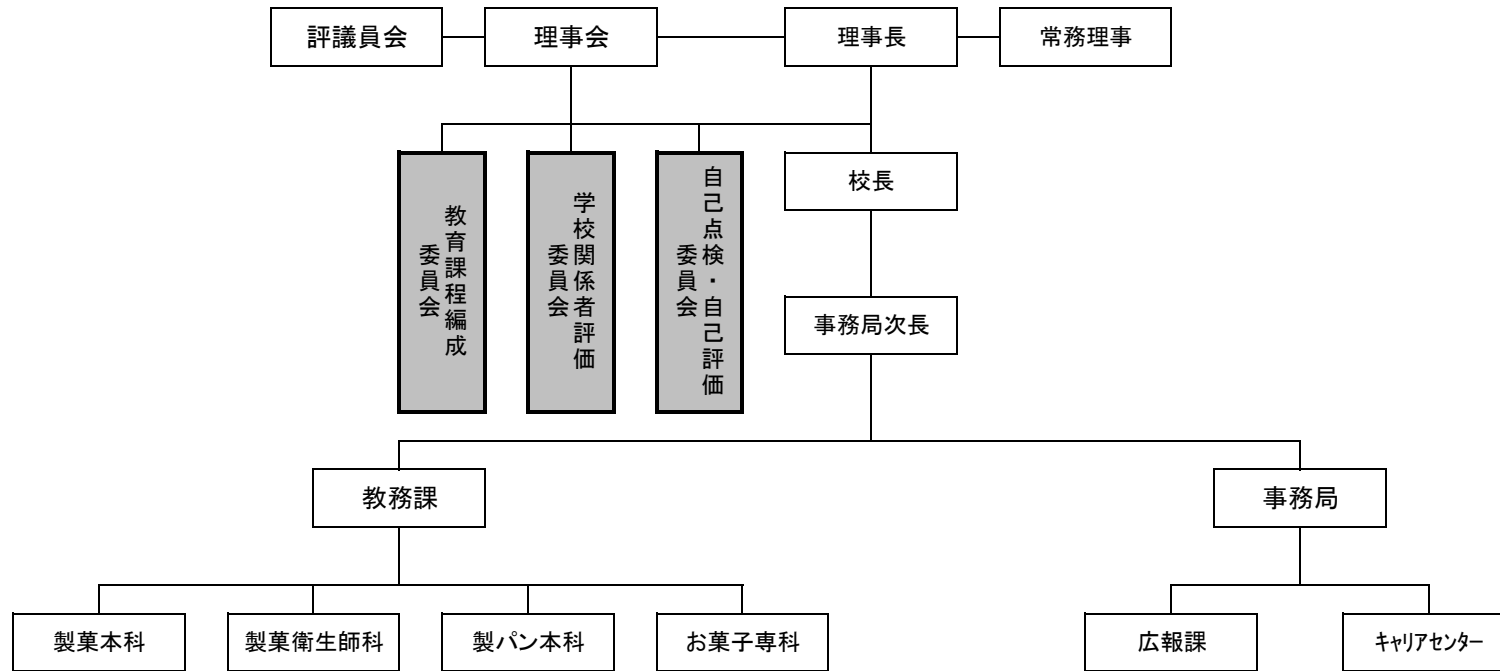 評議員会
理事会
理事長
常務理事
教育課程編成
委員会
学校関係者評価
委員会
自己点検・自己評価
委員会
校長
事務局次長
教務課
事務局
製菓本科
製菓衛生師科
製パン本科
お菓子専科
広報課
キャリアセンター